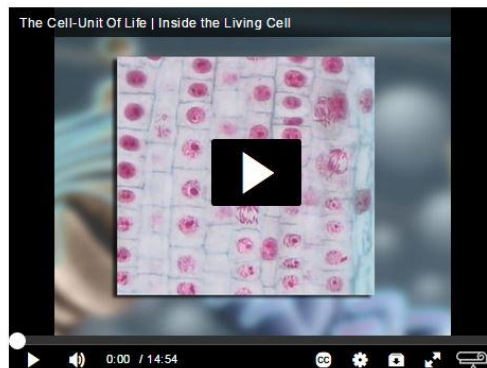 The Cell-Unit Of Life | Inside the Living Cell
0:00 / 14:54
CC